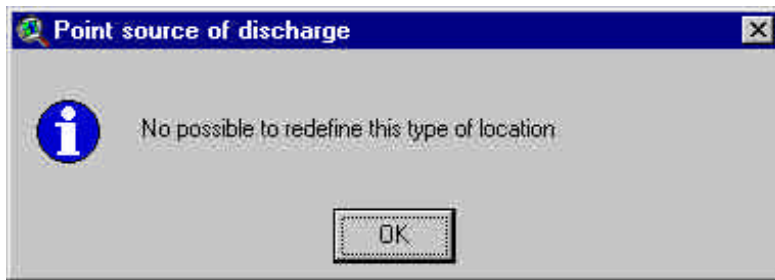 Point source of discharge
No possible to redefine this type of location
OK